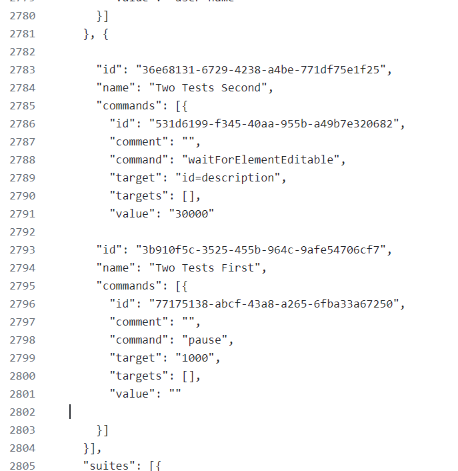 2780 }]
2781 }, {
2782
2783 "id": "36e68131-6729-4238-a4be-771df75e1f25",
2784 "name": "Two Tests Second",
2785 "commands": [{
2786 "id": "531d6199-f345-40aa-955b-a49b7e320682",
2787 "comment": "",
2788 "command": "waitForElementEditable",
2789 "target": "id=description",
2790 "targets": [],
2791 "value": "30000"
2792
2793 "id": "3b910f5c-3525-455b-964c-9afe54706cf7",
2794 "name": "Two Tests First",
2795 "commands": [{
2796 "id": "77175138-abcf-43a8-a265-6fba33a67250",
2797 "comment": "",
2798 "command": "pause",
2799 "target": "1000",
2800 "targets": [],
2801 "value": ""
2802
2803 }]
2804 }],
2805 "suites": [{